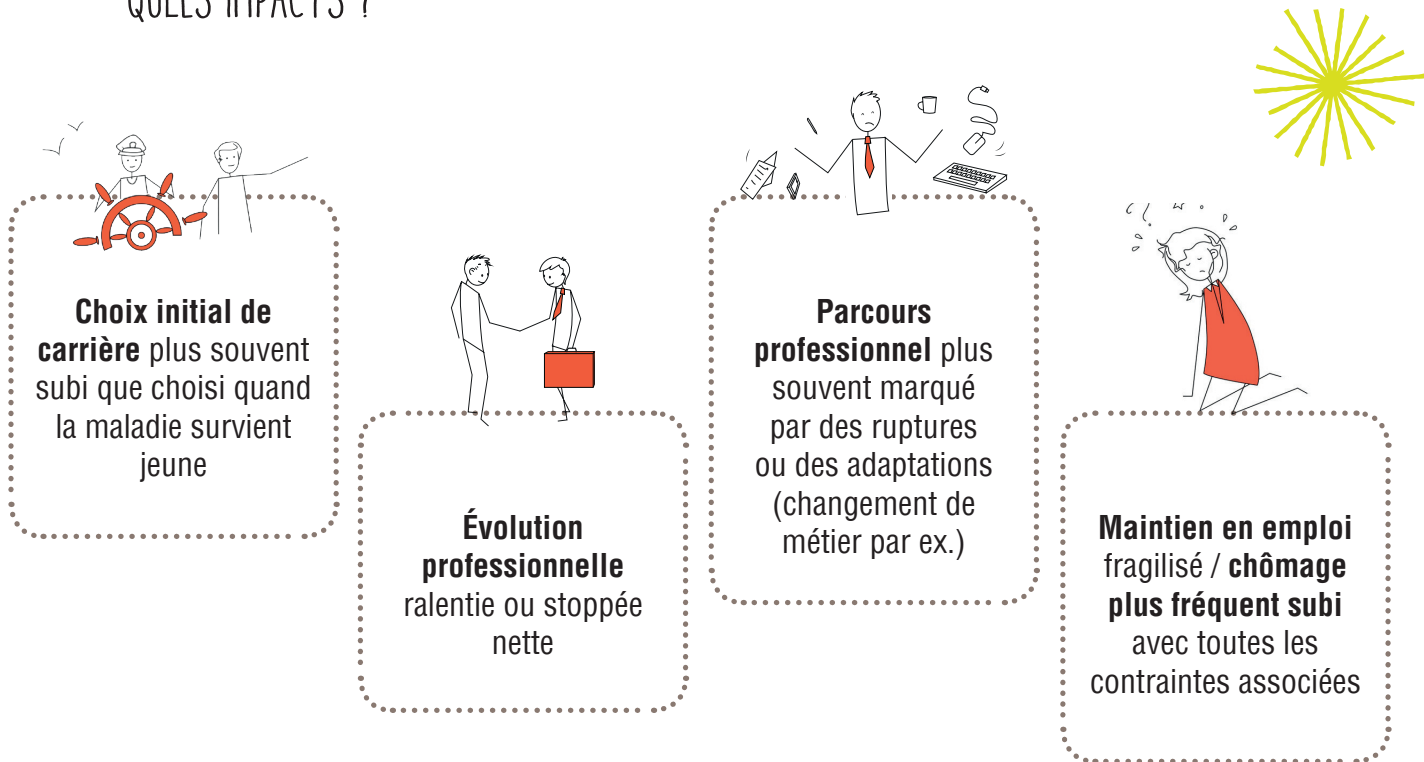 QUELS IMPACTS ?
Choix initial de
carrière plus souvent
subi que choisi quand
la maladie survient
jeune
Évolution
professionnelle
ralentie ou stoppée
nette
Parcours
professionnel plus
souvent marqué
par des ruptures
ou des adaptations
(changement de
métier par ex.)
Maintien en emploi
fragilisé / chômage
plus fréquent subi
avec toutes les
contraintes associées